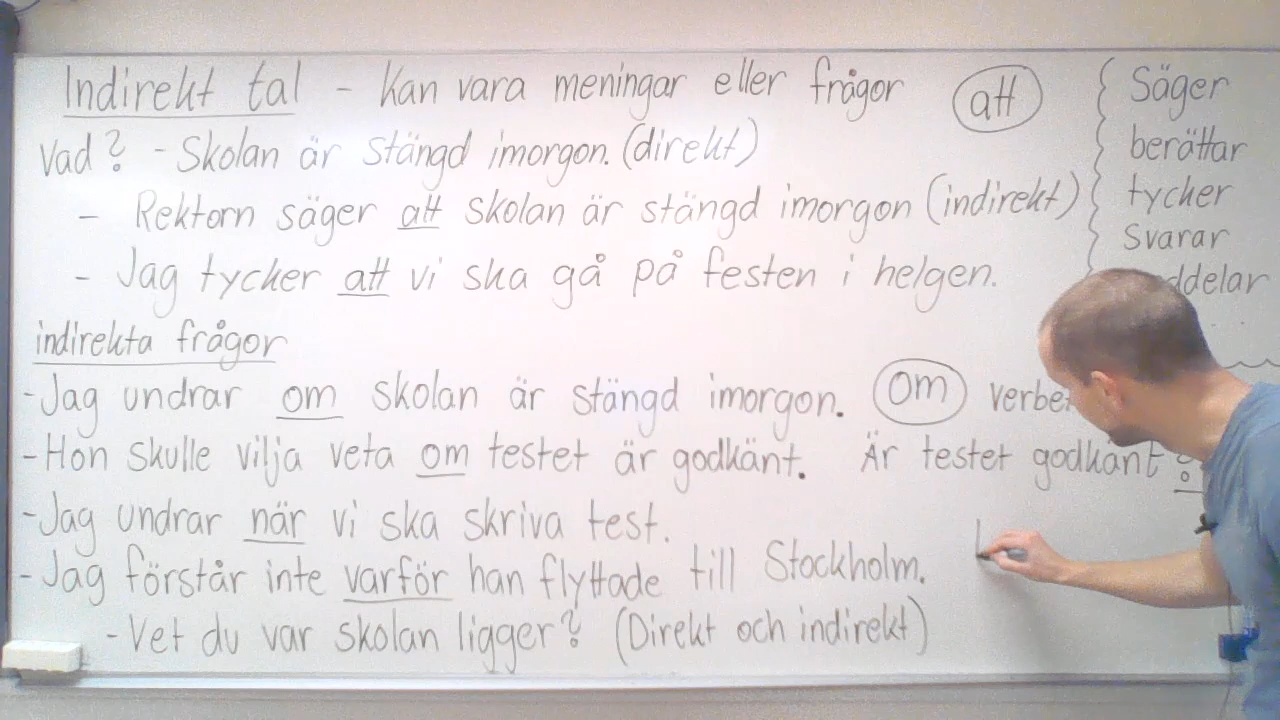 Indirekt tal - Kan vara meningar eller frågor att
Säger
berättar
tycker
Svarar
vad? - Skolan är stängd imorgon. (direkt)
- Rektorn säger att skolan är stängd imorgon (indirekt)
- Jag tycker att vi ska gå på festen i helgen.
indirekta frågor
- Jag undrar om skolan är stängd imorgon. om
- Hon skulle vilja veta om testet är godkänt. Är testet godkänt?
- Jag undrar när vi ska skriva test.
- Jag förstår inte varför han flyttade till Stockholm.
- Vet du var skolan ligger? (Direkt och indirekt)